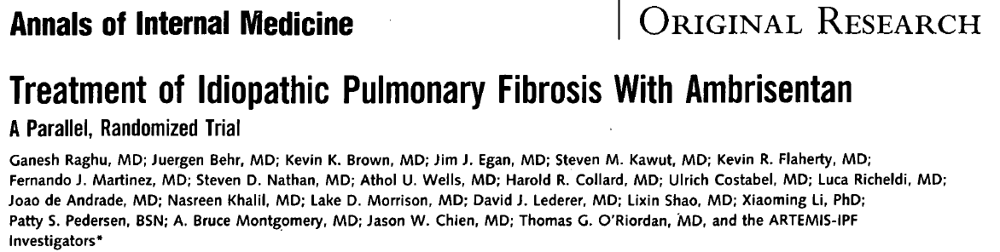 Annals of Internal Medicine
ORIGINAL RESEARCH
Treatment of Idiopathic Pulmonary Fibrosis With Ambrisentan
A Parallel, Randomized Trial
Ganesh Raghu, MD; Juergen Behr, MD; Kevin K. Brown, MD; Jim J. Egan, MD; Steven M. Kawut, MD; Kevin R. Flaherty, MD;
Fernando J. Martinez, MD; Steven D. Nathan, MD; Athol U. Wells, MD; Harold R. Collard, MD; Ulrich Costabel, MD; Luca Richeldi, MD;
Joao de Andrade, MD; Nasreen Khalil, MD; Lake D. Morrison, MD; David J. Lederer, MD; Lixin Shao, MD; Xiaoming Li, PhD;
Patty S. Pedersen, BSN; A. Bruce Montgomery, MD; Jason W. Chien, MD; Thomas G. O'Riordan, MD, and the ARTEMIS-IPF
Investigators*